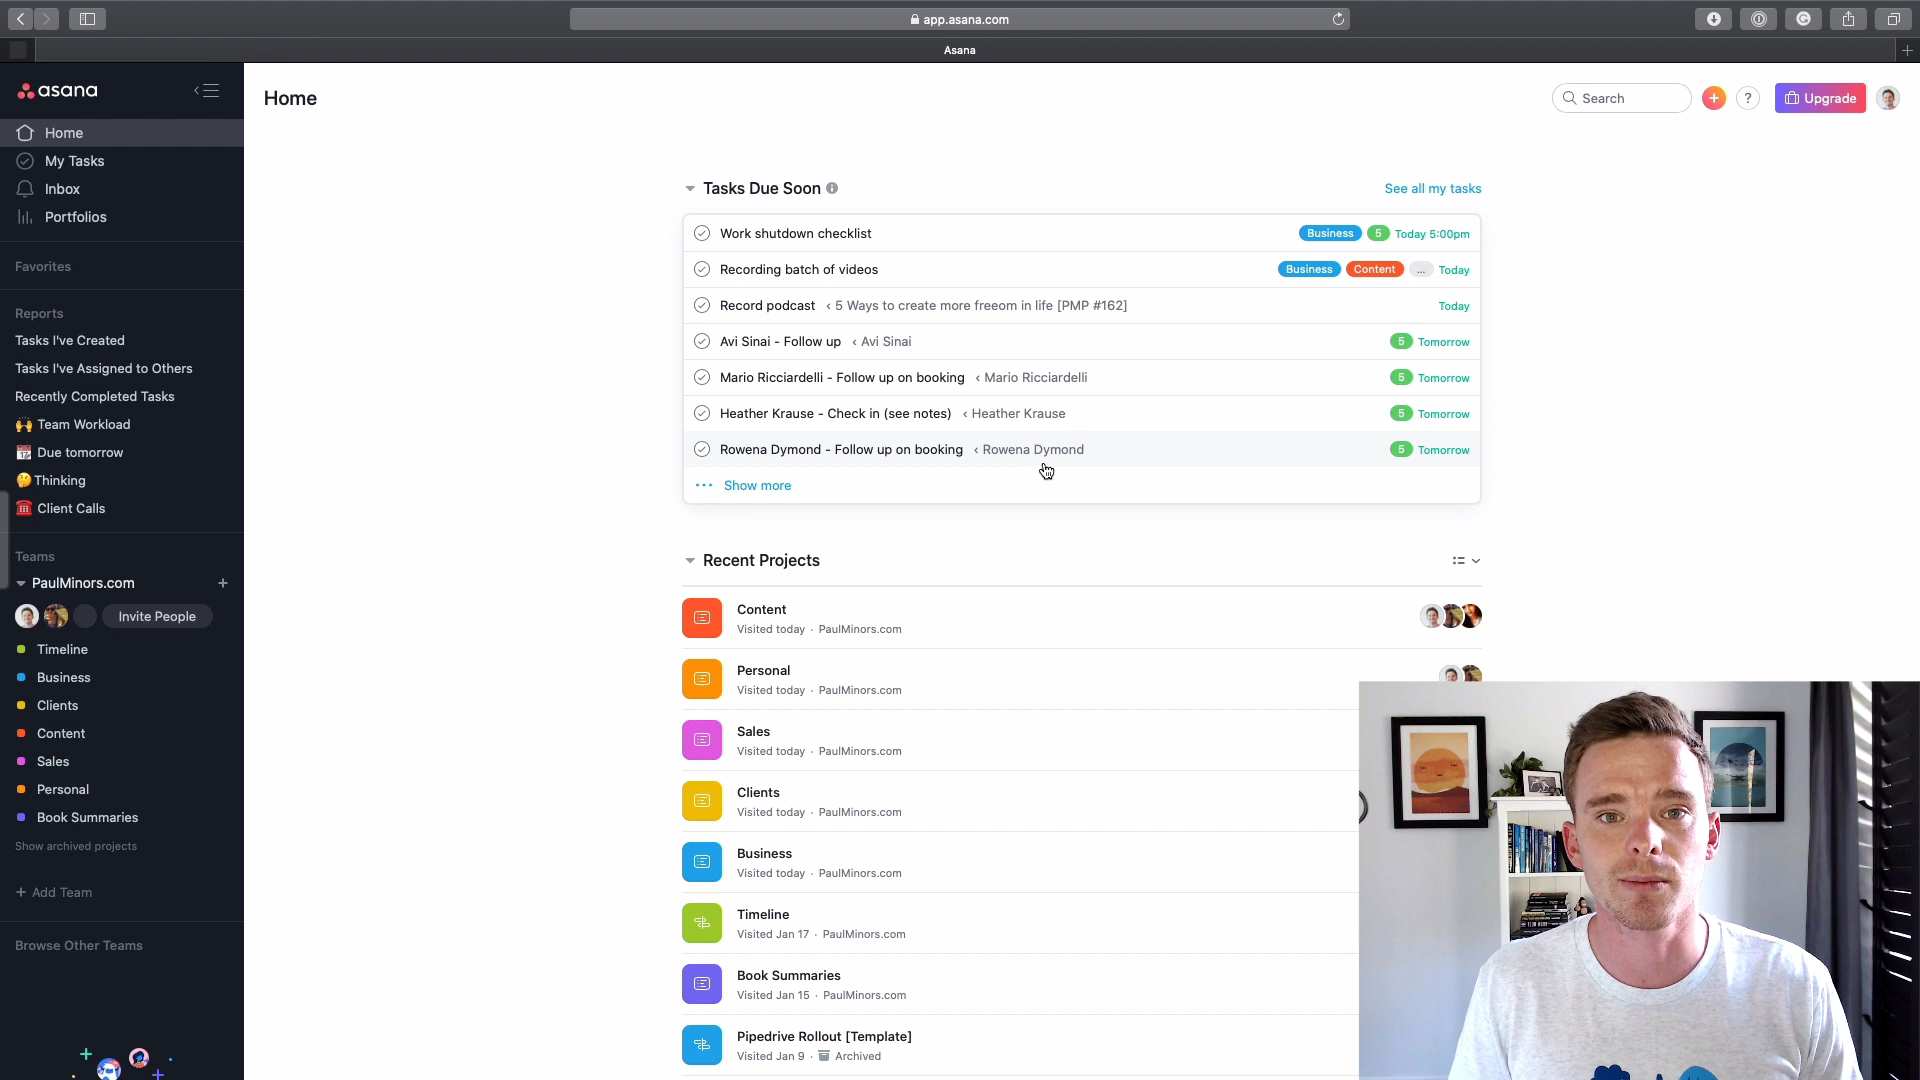 app.asana.com
Asana
asana
Home
Search
?
Upgrade
Home
My Tasks
Inbox
Portfolios
Favorites
Reports
Tasks I've Created
Tasks I've Assigned to Others
Recently Completed Tasks
Team Workload
Due tomorrow
Thinking
Client Calls
Teams
PaulMinors.com
Invite People
Timeline
Business
Clients
Content
Sales
Personal
Book Summaries
Show archived projects
+ Add Team
Browse Other Teams
Tasks Due Soon
See all my tasks
Work shutdown checklist Business 5 Today 5:00pm
Recording batch of videos Business Content ... Today
Record podcast ‹ 5 Ways to create more freeom in life [PMP #162] Today
Avi Sinai - Follow up ‹ Avi Sinai 5 Tomorrow
Mario Ricciardelli - Follow up on booking ‹ Mario Ricciardelli 5 Tomorrow
Heather Krause - Check in (see notes) ‹ Heather Krause 5 Tomorrow
Rowena Dymond - Follow up on booking ‹ Rowena Dymond 5 Tomorrow
Show more
Recent Projects
Content
Visited today · PaulMinors.com
Personal
Visited today · PaulMinors.com
Sales
Visited today · PaulMinors.com
Clients
Visited today · PaulMinors.com
Business
Visited today · PaulMinors.com
Timeline
Visited Jan 17 · PaulMinors.com
Book Summaries
Visited Jan 15 · PaulMinors.com
Pipedrive Rollout [Template]
Visited Jan 9 · Archived